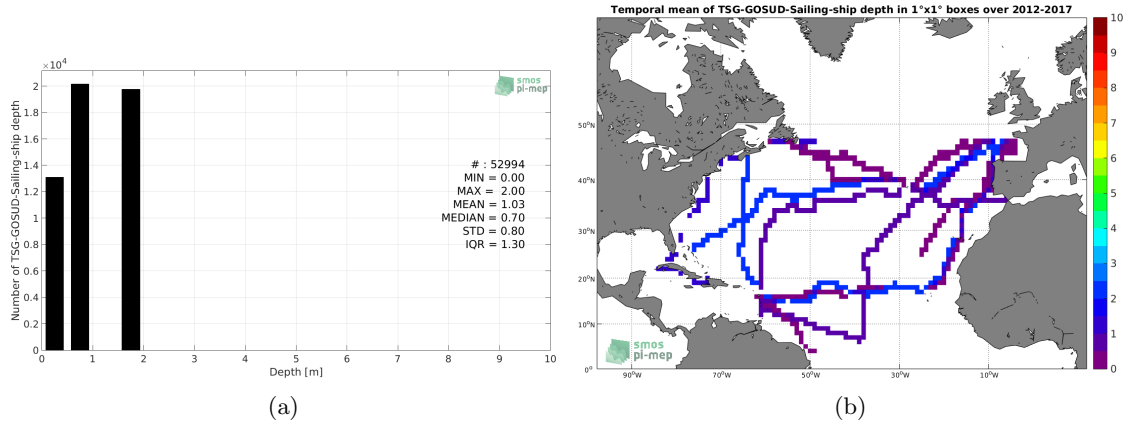 ×10⁴
2
1.8
1.6
1.4
1.2
1
0.8
0.6
0.4
0.2
0
0 1 2 3 4 5 6 7 8 9 10
Depth [m]
Number of TSG-GOSUD-Sailing-ship depth
smos
pi-mep
# : 52994
MIN = 0.00
MAX = 2.00
MEAN = 1.03
MEDIAN = 0.70
STD = 0.80
IQR = 1.30
(a)
Temporal mean of TSG-GOSUD-Sailing-ship depth in 1°x1° boxes over 2012-2017
50°N
40°N
30°N
20°N
10°N
0°
90°W 70°W 50°W 30°W 10°W
smos
pi-mep
10
9
8
7
6
5
4
3
2
1
0
(b)